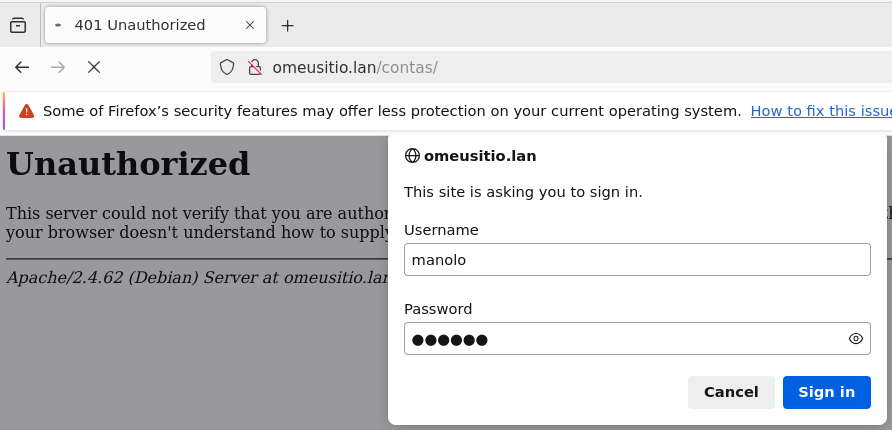 401 Unauthorized
omeusitio.lan/contas/
Some of Firefox’s security features may offer less protection on your current operating system. How to fix this issue
Unauthorized
This server could not verify that you are
your browser doesn't understand how to supply
Apache/2.4.62 (Debian) Server at omeusitio.lan
omeusitio.lan
This site is asking you to sign in.
Username
manolo
Password
●●●●●●
Cancel Sign in